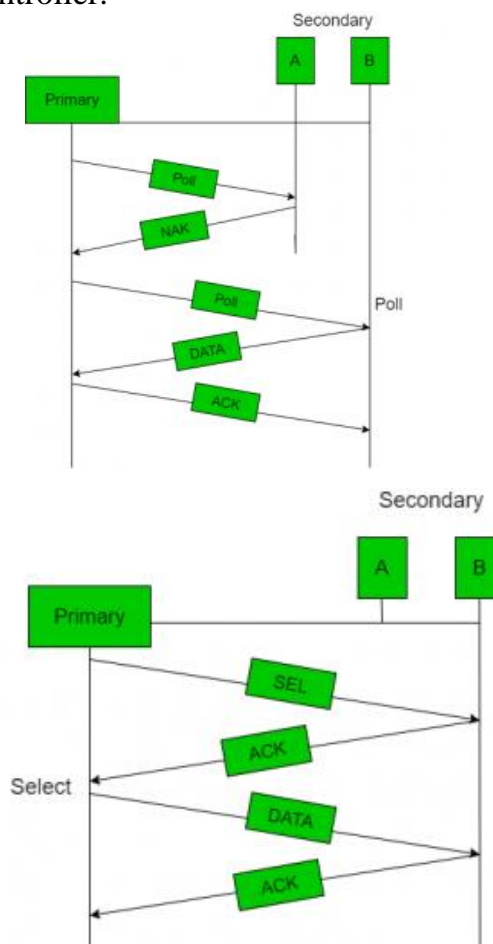 ntroller.
Secondary
A B
Primary
Poll
NAK
Poll
Poll
DATA
ACK
Secondary
A B
Primary
SEL
ACK
Select
DATA
ACK